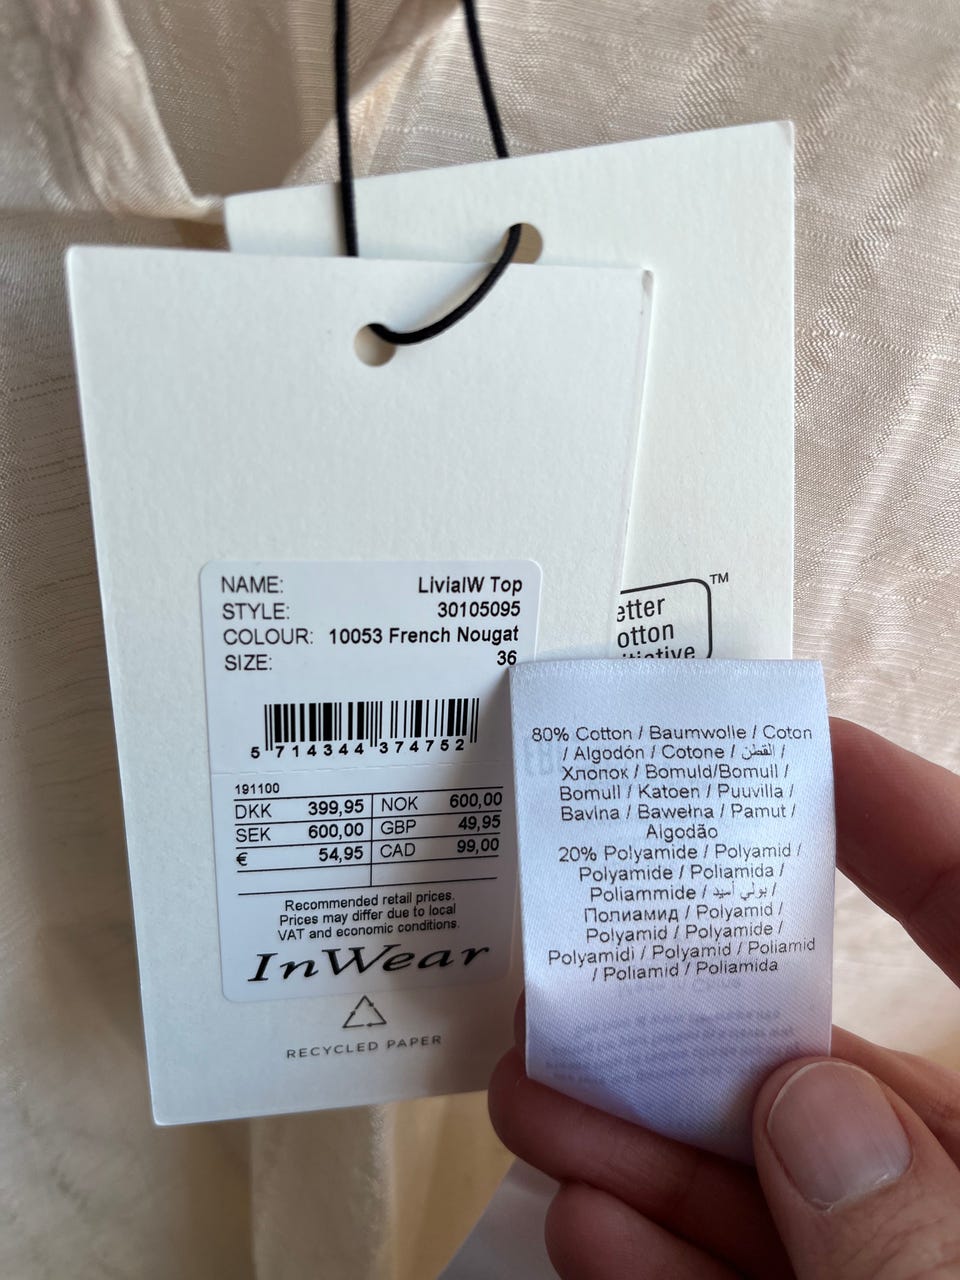 NAME: LivialW Top
STYLE: 30105095
COLOUR: 10053 French Nougat
SIZE: 36
5 714344 374752
191100
DKK 399,95 NOK 600,00
SEK 600,00 GBP 49,95
€ 54,95 CAD 99,00
Recommended retail prices.
Prices may differ due to local
VAT and economic conditions.
InWear
RECYCLED PAPER
etter
otton
itiative
TM
80% Cotton / Baumwolle / Coton
/ Algodón / Cotone / القطن /
Хлопок / Bomuld/Bomull /
Bomull / Katoen / Puuvilla /
Bavlna / Bawełna / Pamut /
Algodão
20% Polyamide / Polyamid /
Polyamide / Poliamida /
Poliammide / بولي أميد /
Полиамид / Polyamid /
Polyamid / Polyamide /
Polyamidi / Polyamid / Poliamid
/ Poliamid / Poliamida